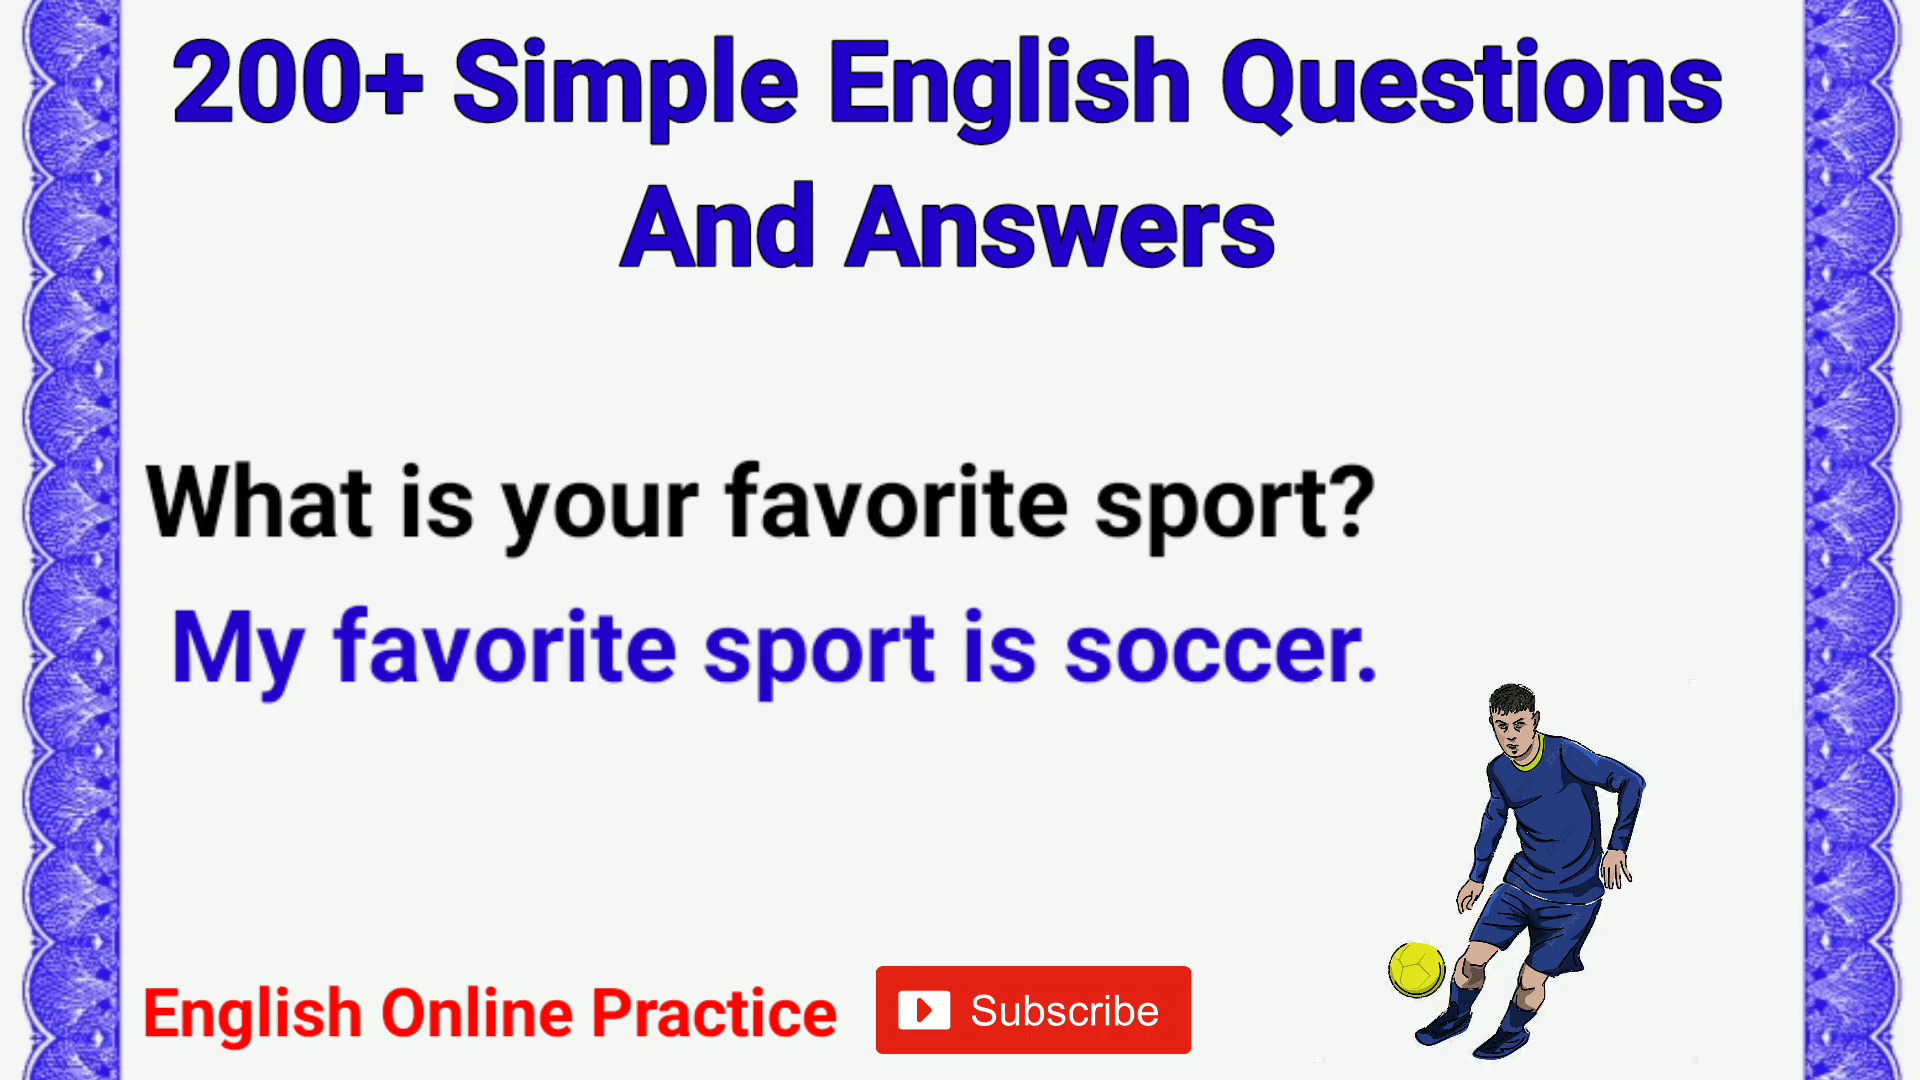 200+ Simple English Questions
And Answers
What is your favorite sport?
My favorite sport is soccer.
English Online Practice
Subscribe